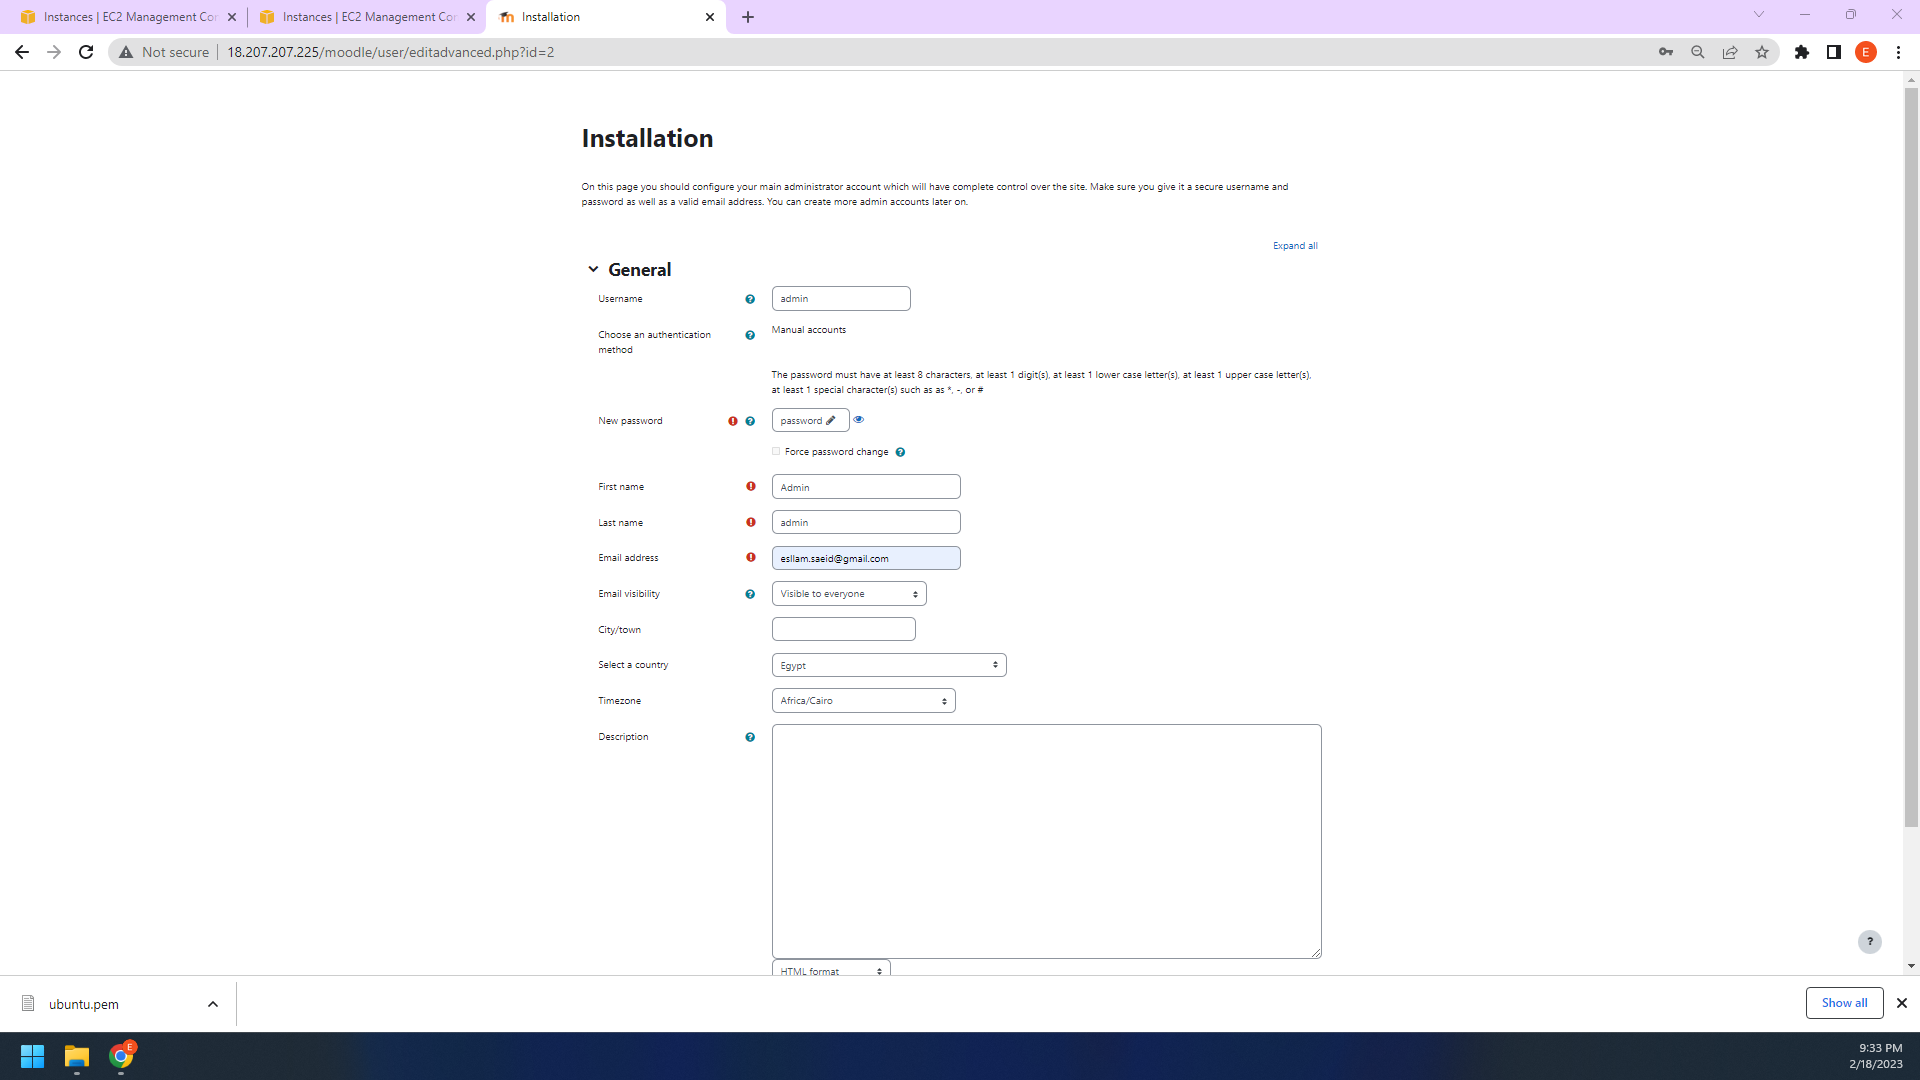 Instances | EC2 Management Con
Instances | EC2 Management Con
Installation
Not secure
18.207.207.225/moodle/user/editadvanced.php?id=2
E
Installation
On this page you should configure your main administrator account which will have complete control over the site. Make sure you give it a secure username and
password as well as a valid email address. You can create more admin accounts later on.
Expand all
General
Username
admin
Choose an authentication
method
Manual accounts
The password must have at least 8 characters, at least 1 digit(s), at least 1 lower case letter(s), at least 1 upper case letter(s),
at least 1 special character(s) such as as *, -, or #
New password
password
Force password change
First name
Admin
Last name
admin
Email address
esllam.saeid@gmail.com
Email visibility
Visible to everyone
City/town
Select a country
Egypt
Timezone
Africa/Cairo
Description
HTML format
?
ubuntu.pem
Show all
E
9:33 PM
2/18/2023